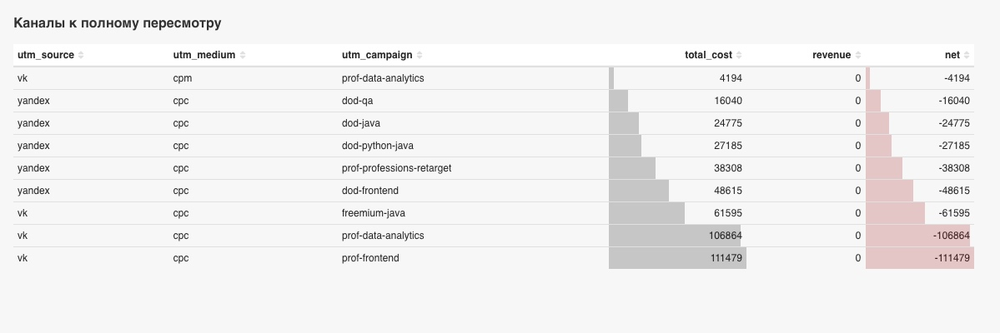 Каналы к полному пересмотру
utm_source utm_medium utm_campaign total_cost revenue net
vk cpm prof-data-analytics 4194 0 -4194
yandex cpc dod-qa 16040 0 -16040
yandex cpc dod-java 24775 0 -24775
yandex cpc dod-python-java 27185 0 -27185
yandex cpc prof-professions-retarget 38308 0 -38308
yandex cpc dod-frontend 48615 0 -48615
vk cpc freemium-java 61595 0 -61595
vk cpc prof-data-analytics 106864 0 -106864
vk cpc prof-frontend 111479 0 -111479